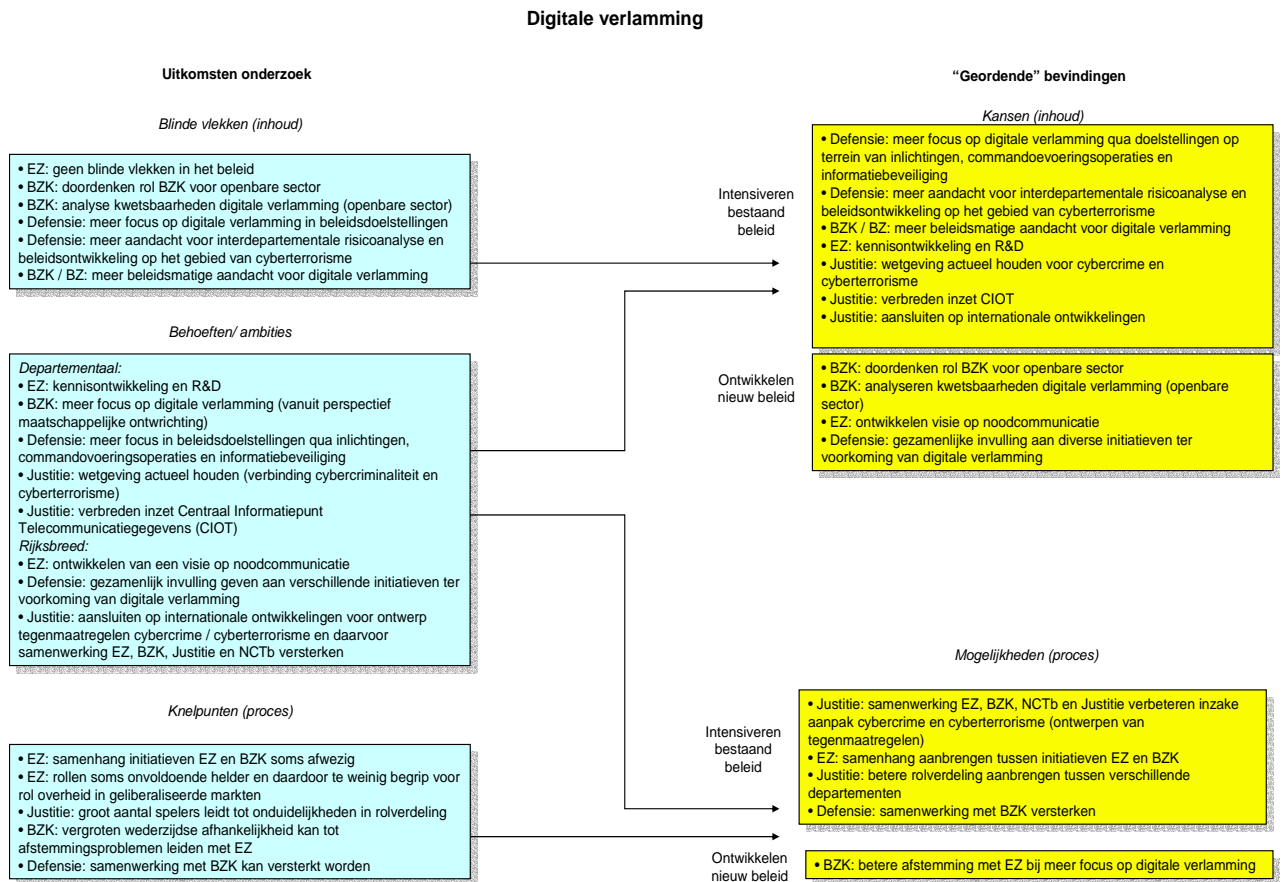 Digitale verlamming
Uitkomsten onderzoek
Blinde vlekken (inhoud)
• EZ: geen blinde vlekken in het beleid
• BZK: doordenken rol BZK voor openbare sector
• BZK: analyse kwetsbaarheden digitale verlamming (openbare sector)
• Defensie: meer focus op digitale verlamming in beleidsdoelstellingen
• Defensie: meer aandacht voor interdepartementale risicoanalyse en
beleidsontwikkeling op het gebied van cyberterrorisme
• BZK / BZ: meer beleidsmatige aandacht voor digitale verlamming
Behoeften/ ambities
Departementaal:
• EZ: kennisontwikkeling en R&D
• BZK: meer focus op digitale verlamming (vanuit perspectief
maatschappelijke ontwrichting)
• Defensie: meer focus in beleidsdoelstellingen qua inlichtingen,
commandovoeringsoperaties en informatiebeveiliging
• Justitie: wetgeving actueel houden (verbinding cybercriminaliteit en
cyberterrorisme)
• Justitie: verbreden inzet Centraal Informatiepunt
Telecommunicatiegegevens (CIOT)
Rijksbreed:
• EZ: ontwikkelen van een visie op noodcommunicatie
• Defensie: gezamenlijk invulling geven aan verschillende initiatieven ter
voorkoming van digitale verlamming
• Justitie: aansluiten op internationale ontwikkelingen voor ontwerp
tegenmaatregelen cybercrime / cyberterrorisme en daarvoor
samenwerking EZ, BZK, Justitie en NCTb versterken
Knelpunten (proces)
• EZ: samenhang initiatieven EZ en BZK soms afwezig
• EZ: rollen soms onvoldoende helder en daardoor te weinig begrip voor
rol overheid in geliberaliseerde markten
• Justitie: groot aantal spelers leidt tot onduidelijkheden in rolverdeling
• BZK: vergroten wederzijdse afhankelijkheid kan tot
afstemmingsproblemen leiden met EZ
• Defensie: samenwerking met BZK kan versterkt worden
"Geordende" bevindingen
Kansen (inhoud)
Intensiveren
bestaand
beleid
• Defensie: meer focus op digitale verlamming qua doelstellingen op
terrein van inlichtingen, commandoevoeringsoperaties en
informatiebeveiliging
• Defensie: meer aandacht voor interdepartementale risicoanalyse en
beleidsontwikkeling op het gebied van cyberterrorisme
• BZK / BZ: meer beleidsmatige aandacht voor digitale verlamming
• EZ: kennisontwikkeling en R&D
• Justitie: wetgeving actueel houden voor cybercrime en
cyberterrorisme
• Justitie: verbreden inzet CIOT
• Justitie: aansluiten op internationale ontwikkelingen
Ontwikkelen
nieuw beleid
• BZK: doordenken rol BZK voor openbare sector
• BZK: analyseren kwetsbaarheden digitale verlamming (openbare
sector)
• EZ: ontwikkelen visie op noodcommunicatie
• Defensie: gezamenlijke invulling aan diverse initiatieven ter
voorkoming van digitale verlamming
Mogelijkheden (proces)
Intensiveren
bestaand
beleid
• Justitie: samenwerking EZ, BZK, NCTb en Justitie verbeteren inzake
aanpak cybercrime en cyberterrorisme (ontwerpen van
tegenmaatregelen)
• EZ: samenhang aanbrengen tussen initiatieven EZ en BZK
• Justitie: betere rolverdeling aanbrengen tussen verschillende
departementen
• Defensie: samenwerking met BZK versterken
Ontwikkelen
nieuw beleid
• BZK: betere afstemming met EZ bij meer focus op digitale verlamming